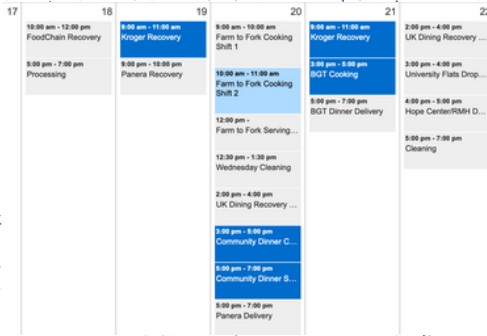 17
18
10:00 am - 12:00 pm
FoodChain Recovery
5:00 pm - 7:00 pm
Processing
19
9:00 am - 11:00 am
Kroger Recovery
9:00 pm - 10:00 pm
Panera Recovery
20
9:00 am - 10:00 am
Farm to Fork Cooking
Shift 1
10:00 am - 11:00 am
Farm to Fork Cooking
Shift 2
12:00 pm -
Farm to Fork Serving...
12:30 pm - 1:30 pm
Wednesday Cleaning
2:00 pm - 4:00 pm
UK Dining Recovery ...
3:00 pm - 5:00 pm
Community Dinner C...
5:00 pm - 7:00 pm
Community Dinner S...
5:00 pm - 7:00 pm
Panera Delivery
21
9:00 am - 11:00 am
Kroger Recovery
3:00 pm - 5:00 pm
BGT Cooking
5:00 pm - 7:00 pm
BGT Dinner Delivery
22
2:00 pm - 4:00 pm
UK Dining Recovery ...
3:00 pm - 4:00 pm
University Flats Drop...
4:00 pm - 5:00 pm
Hope Center/RMH D...
5:00 pm - 7:00 pm
Cleaning